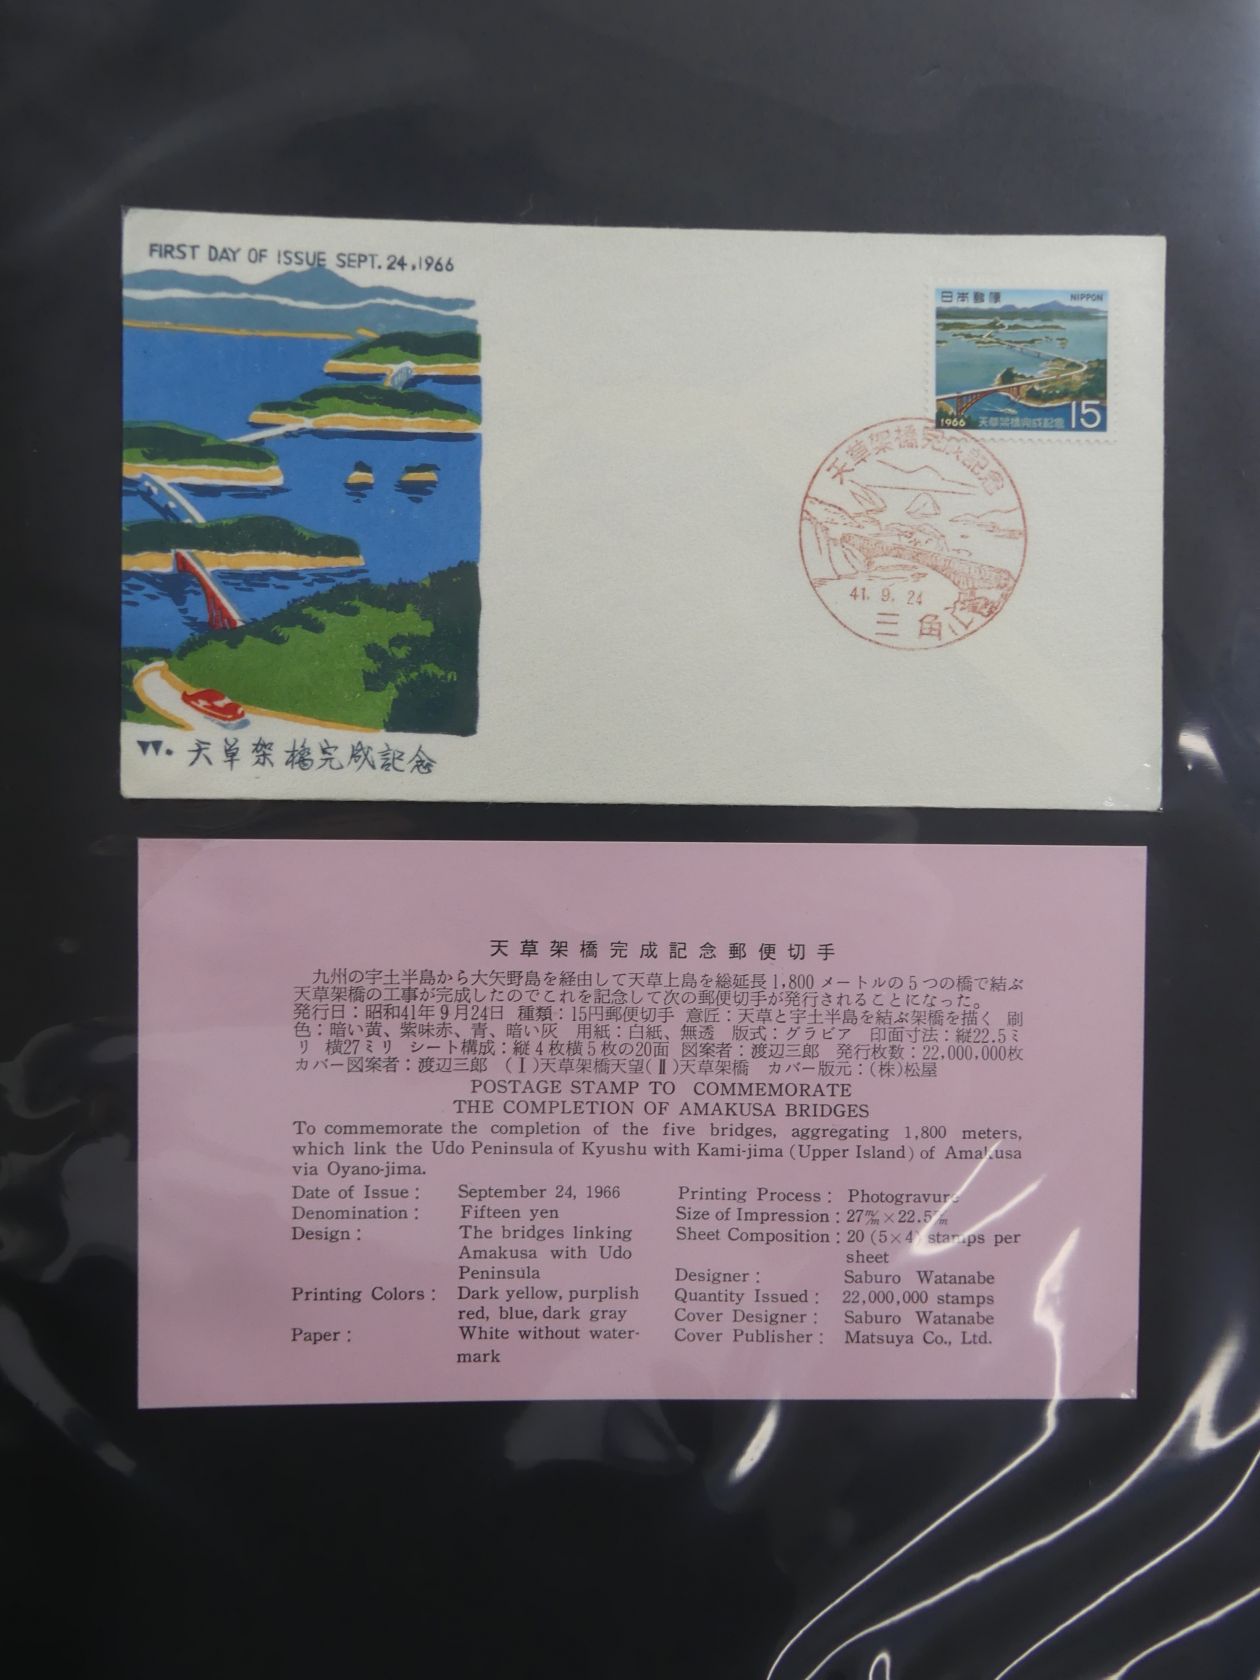 FIRST DAY OF ISSUE SEPT. 24, 1966
日本郵便 NIPPON
1966 天草架橋完成記念 15
天草架橋完成記念
41. 9. 24
三角
W. 天草架橋完成記念
天草架橋完成記念郵便切手
九州の宇土半島から大矢野島を経由して天草上島を総延長1,800メートルの5つの橋で結ぶ
天草架橋の工事が完成したのでこれを記念して次の郵便切手が発行されることになった。
発行日：昭和41年9月24日 種類：15円郵便切手 意匠：天草と宇土半島を結ぶ架橋を描く 刷
色：暗い黄、紫味赤、青、暗い灰 用紙：白紙、無透 版式：グラビア 印面寸法：縦22.5ミ
リ 横27ミリ シート構成：縦4枚横5枚の20面 図案者：渡辺三郎 発行枚数：22,000,000枚
カバー図案者：渡辺三郎 (Ⅰ)天草架橋天望(Ⅱ)天草架橋 カバー版元：(株)松屋
POSTAGE STAMP TO COMMEMORATE
THE COMPLETION OF AMAKUSA BRIDGES
To commemorate the completion of the five bridges, aggregating 1,800 meters,
which link the Udo Peninsula of Kyushu with Kami-jima (Upper Island) of Amakusa
via Oyano-jima.
Date of Issue : September 24, 1966
Denomination : Fifteen yen
Design : The bridges linking
Amakusa with Udo
Peninsula
Printing Colors : Dark yellow, purplish
red, blue, dark gray
Paper : White without water-
mark
Printing Process : Photogravure
Size of Impression : 27m/m×22.5m/m
Sheet Composition : 20 (5×4) stamps per
sheet
Designer : Saburo Watanabe
Quantity Issued : 22,000,000 stamps
Cover Designer : Saburo Watanabe
Cover Publisher : Matsuya Co., Ltd.